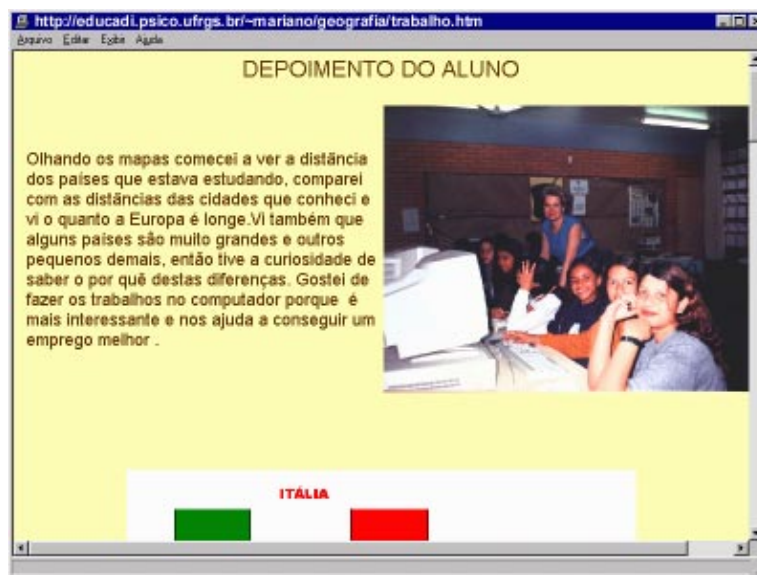 http://educadi.psico.ufrgs.br/~mariano/geografia/trabalho.htm
Arquivo Editar Exibir Ajuda
DEPOIMENTO DO ALUNO
Olhando os mapas comecei a ver a distância
dos países que estava estudando, comparei
com as distâncias das cidades que conheci e
vi o quanto a Europa é longe.Vi também que
alguns países são muito grandes e outros
pequenos demais, então tive a curiosidade de
saber o por quê destas diferenças. Gostei de
fazer os trabalhos no computador porque é
mais interessante e nos ajuda a conseguir um
emprego melhor .
ITÁLIA